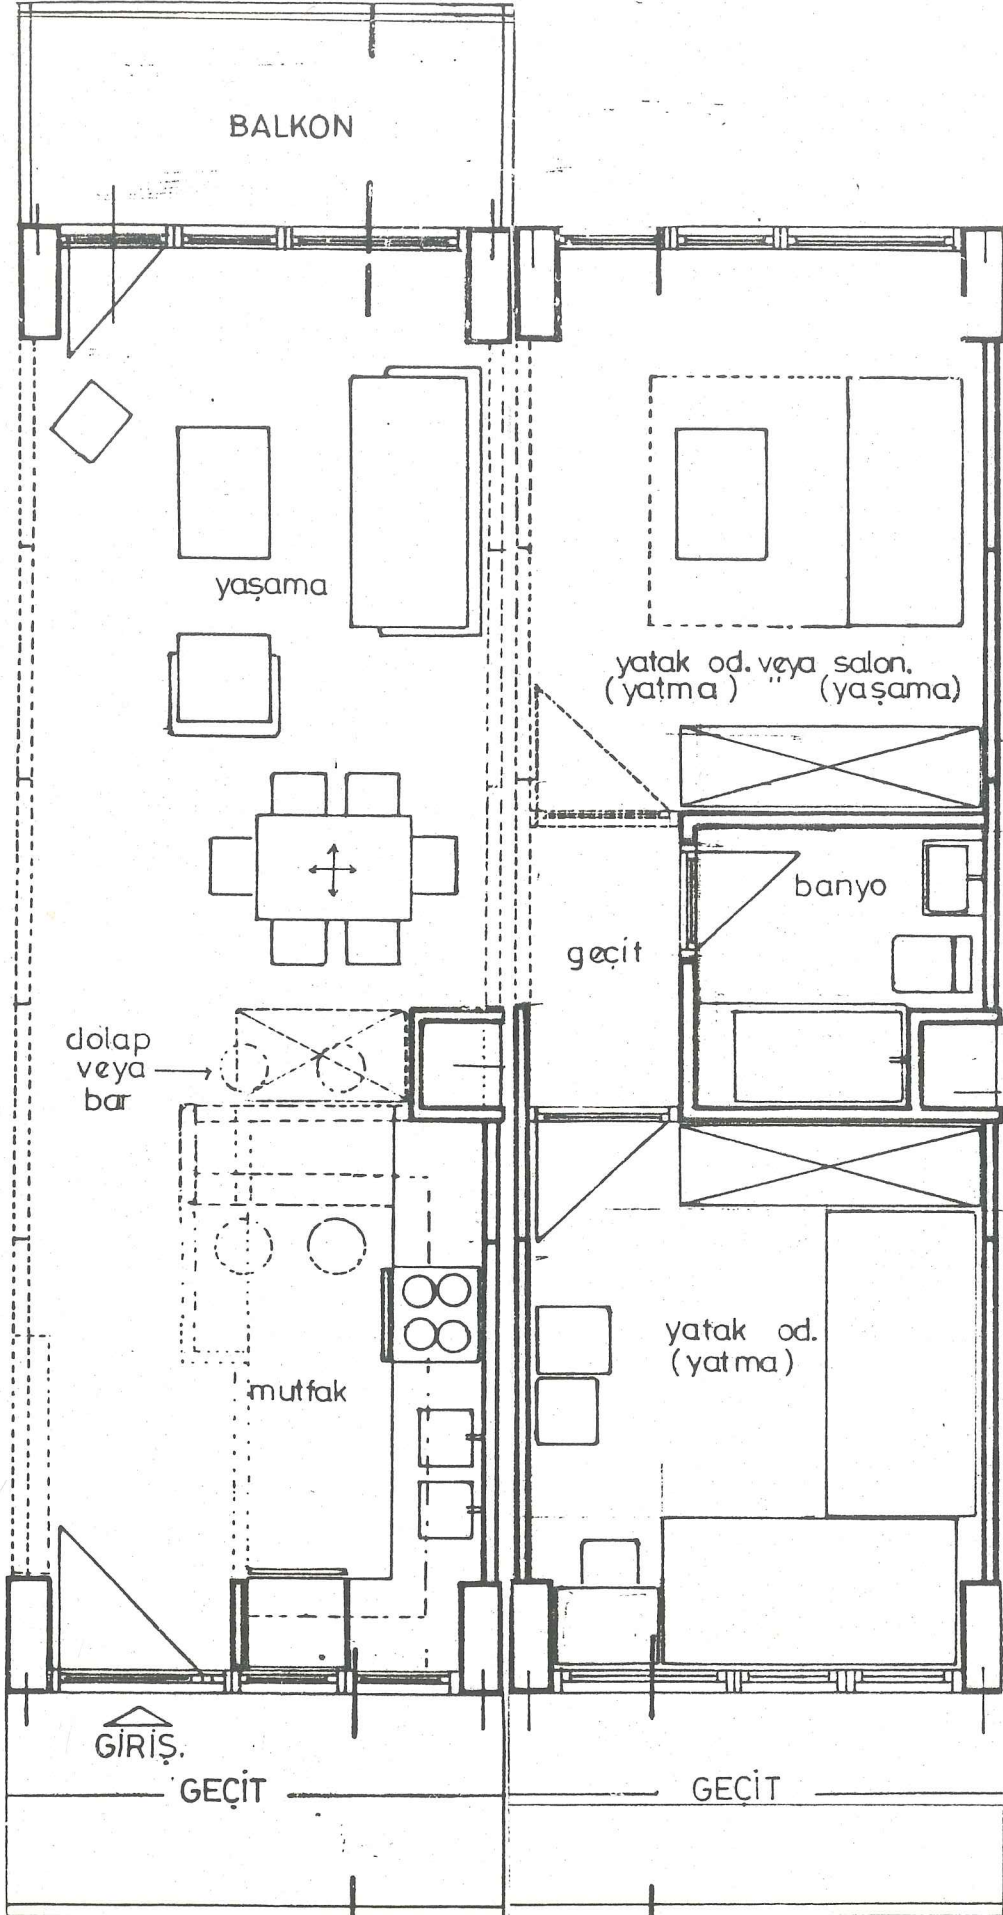 BALKON
yaşama
yatak od. veya salon.
(yatma) " (yaşama)
banyo
geçit
dolap
veya
bar
yatak od.
(yatma)
mutfak
GİRİŞ.
GEÇİT
GEÇİT